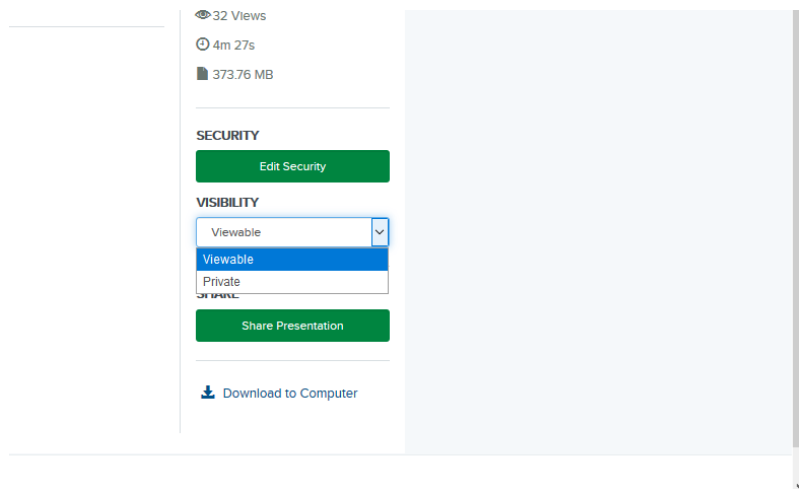 32 Views
4m 27s
373.76 MB
SECURITY
Edit Security
VISIBILITY
Viewable
Viewable
Private
SHARE
Share Presentation
Download to Computer